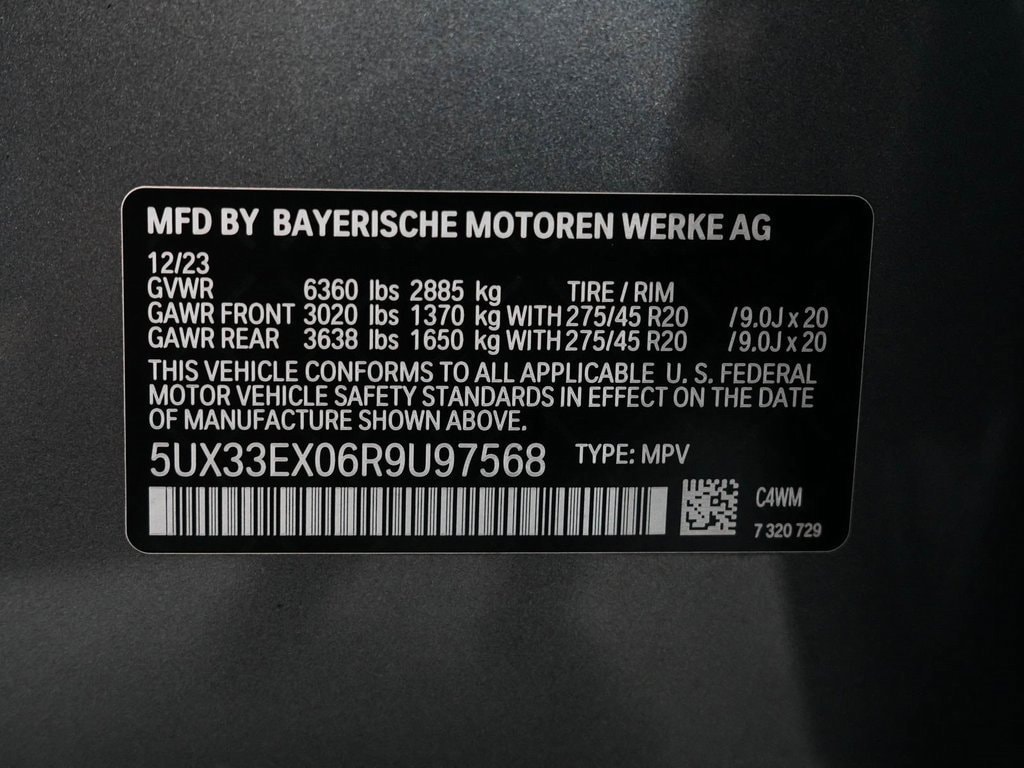 MFD BY BAYERISCHE MOTOREN WERKE AG
12/23
GVWR 6360 lbs 2885 kg TIRE / RIM
GAWR FRONT 3020 lbs 1370 kg WITH 275/45 R20 /9.0J x 20
GAWR REAR 3638 lbs 1650 kg WITH 275/45 R20 /9.0J x 20
THIS VEHICLE CONFORMS TO ALL APPLICABLE U. S. FEDERAL
MOTOR VEHICLE SAFETY STANDARDS IN EFFECT ON THE DATE
OF MANUFACTURE SHOWN ABOVE.
5UX33EX06R9U97568 TYPE: MPV
C4WM
7 320 729